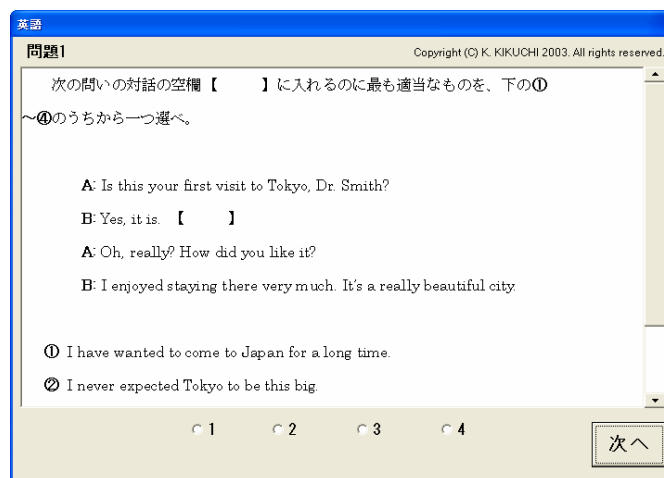 英語
問題1
Copyright (C) K. KIKUCHI 2003. All rights reserved.
次の問いの対話の空欄【　　】に入れるのに最も適当なものを、下の①
～④のうちから一つ選べ。
A: Is this your first visit to Tokyo, Dr. Smith?
B: Yes, it is. 【　　】
A: Oh, really? How did you like it?
B: I enjoyed staying there very much. It's a really beautiful city.
① I have wanted to come to Japan for a long time.
② I never expected Tokyo to be this big.
1 2 3 4
次へ